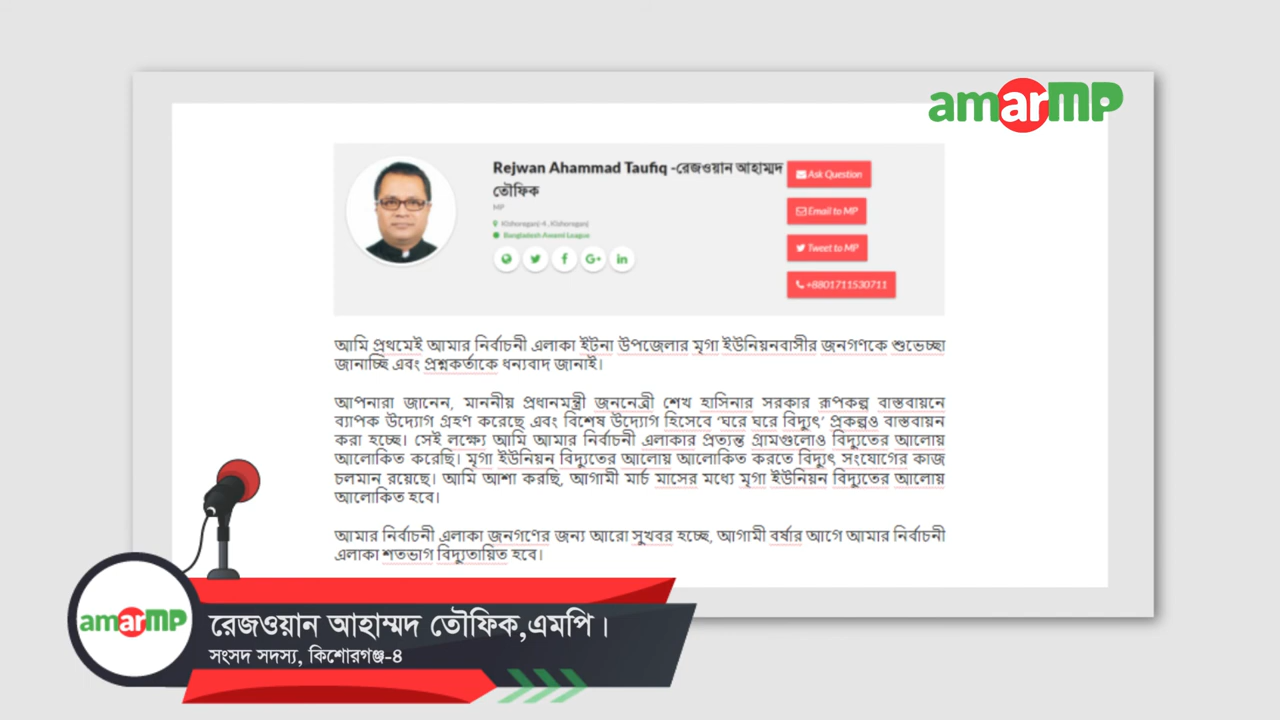 amarMP
Rejwan Ahammad Taufiq -রেজওয়ান আহাম্মদ
তৌফিক
MP
Kishoreganj 4 , Kishoreganj
Bangladesh Awami League
Ask Question
Email to MP
Tweet to MP
+8801711530711
আমি প্রথমেই আমার নির্বাচনী এলাকা ইটনা উপজেলার মৃগা ইউনিয়নবাসীর জনগণকে শুভেচ্ছা
জানাচ্ছি এবং প্রশ্নকর্তাকে ধন্যবাদ জানাই।
আপনারা জানেন, মাননীয় প্রধানমন্ত্রী জননেত্রী শেখ হাসিনার সরকার রূপকল্প বাস্তবায়নে
ব্যাপক উদ্যোগ গ্রহণ করেছে এবং বিশেষ উদ্যোগ হিসেবে ‘ঘরে ঘরে বিদ্যুৎ’ প্রকল্পও বাস্তবায়ন
করা হচ্ছে। সেই লক্ষ্যে আমি আমার নির্বাচনী এলাকার প্রত্যন্ত গ্রামগুলোও বিদ্যুতের আলোয়
আলোকিত করেছি। মৃগা ইউনিয়ন বিদ্যুতের আলোয় আলোকিত করতে বিদ্যুৎ সংযোগের কাজ
চলমান রয়েছে। আমি আশা করছি, আগামী মার্চ মাসের মধ্যে মৃগা ইউনিয়ন বিদ্যুতের আলোয়
আলোকিত হবে।
আমার নির্বাচনী এলাকা জনগণের জন্য আরো সুখবর হচ্ছে, আগামী বর্ষার আগে আমার নির্বাচনী
এলাকা শতভাগ বিদ্যুতায়িত হবে।
amarMP
রেজওয়ান আহাম্মদ তৌফিক,এমপি।
সংসদ সদস্য, কিশোরগঞ্জ-৪